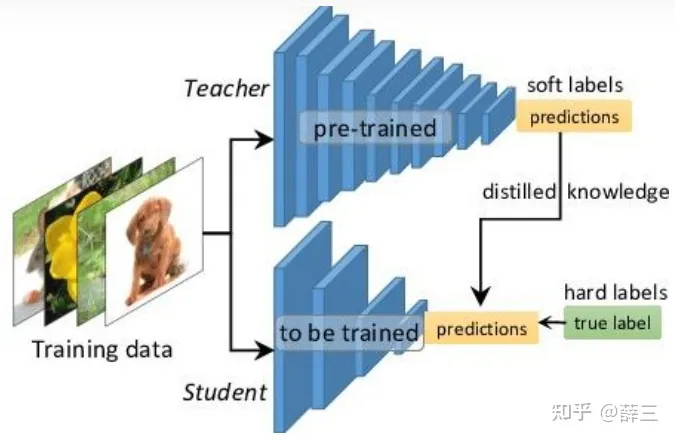 Teacher
soft labels
pre-trained
predictions
distilled knowledge
hard labels
to be trained
predictions
true label
Training data
Student
知乎 @薛三